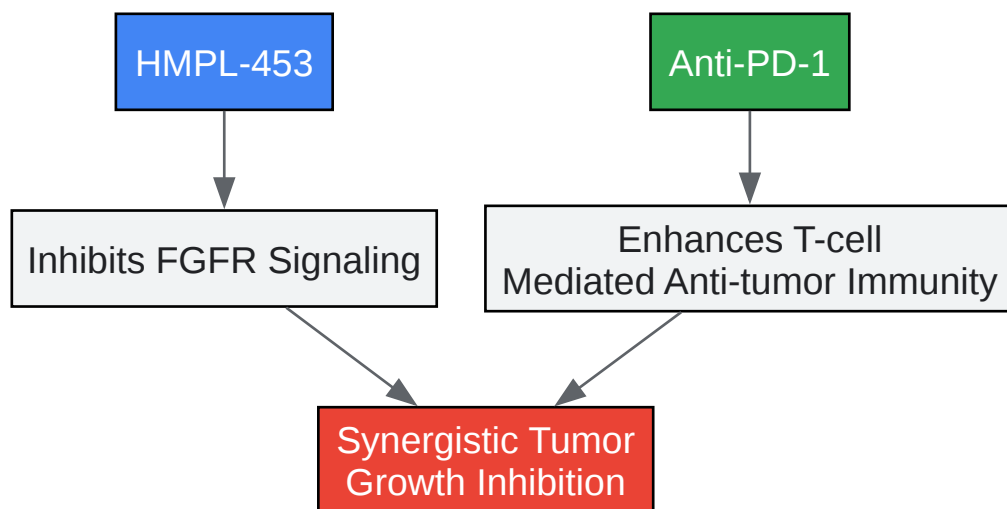 HMPL-453
Anti-PD-1
Inhibits FGFR Signaling
Enhances T-cell
Mediated Anti-tumor Immunity
Synergistic Tumor
Growth Inhibition